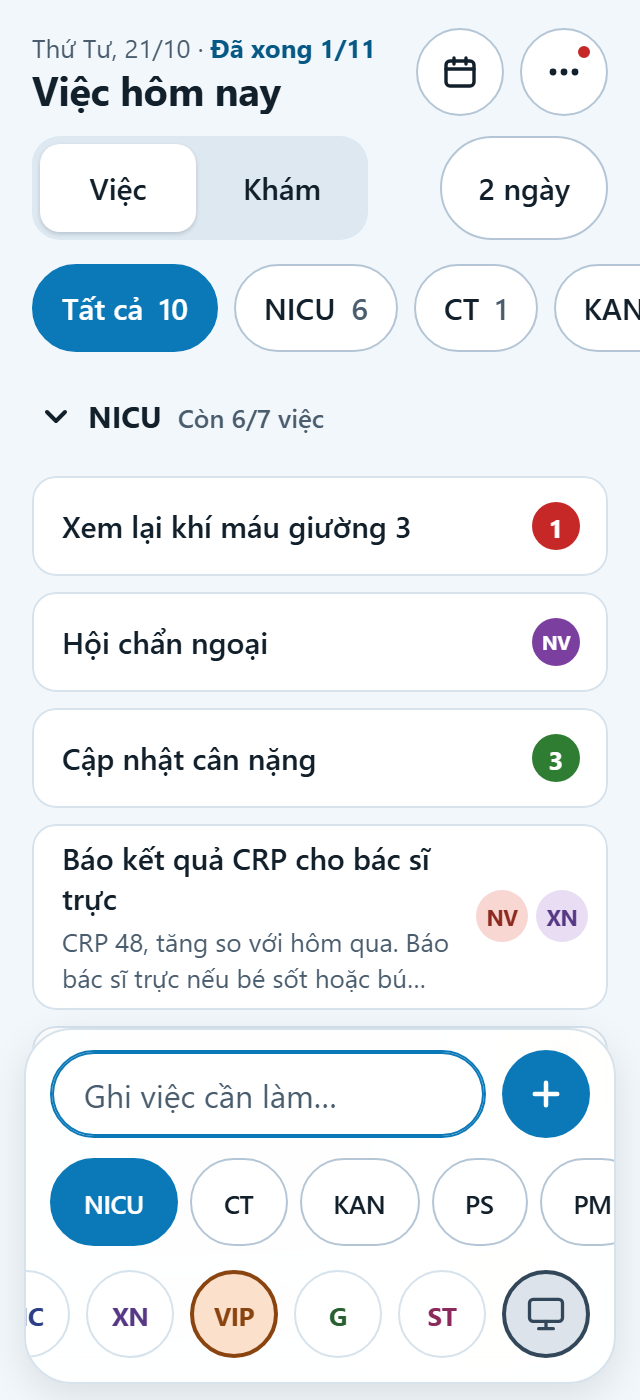 Thứ Tư, 21/10 · Đã xong 1/11
Việc hôm nay
Việc
Khám
2 ngày
Tất cả 10
NICU 6
CT 1
KAN
NICU Còn 6/7 việc
Xem lại khí máu giường 3
1
Hội chẩn ngoại
NV
Cập nhật cân nặng
3
Báo kết quả CRP cho bác sĩ
trực
CRP 48, tăng so với hôm qua. Báo
bác sĩ trực nếu bé sốt hoặc bú...
NV XN
Ghi việc cần làm...
NICU
CT
KAN
PS
PM
C
XN
VIP
G
ST